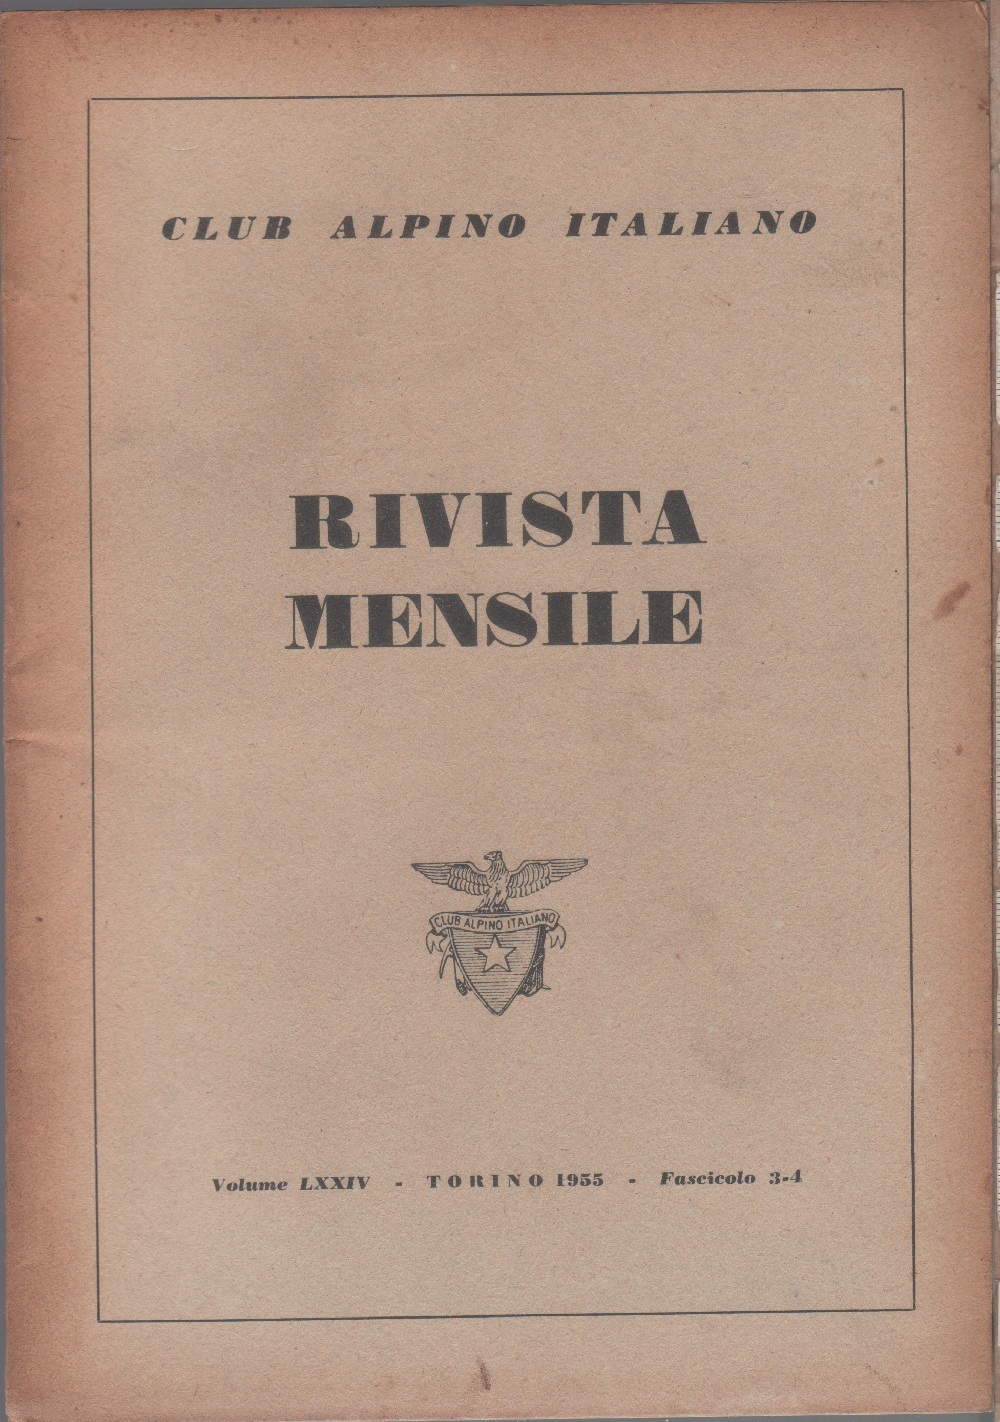 CLUB ALPINO ITALIANO
RIVISTA
MENSILE
CLUB ALPINO ITALIANO
Volume LXXIV - TORINO 1955 - Fascicolo 3-4